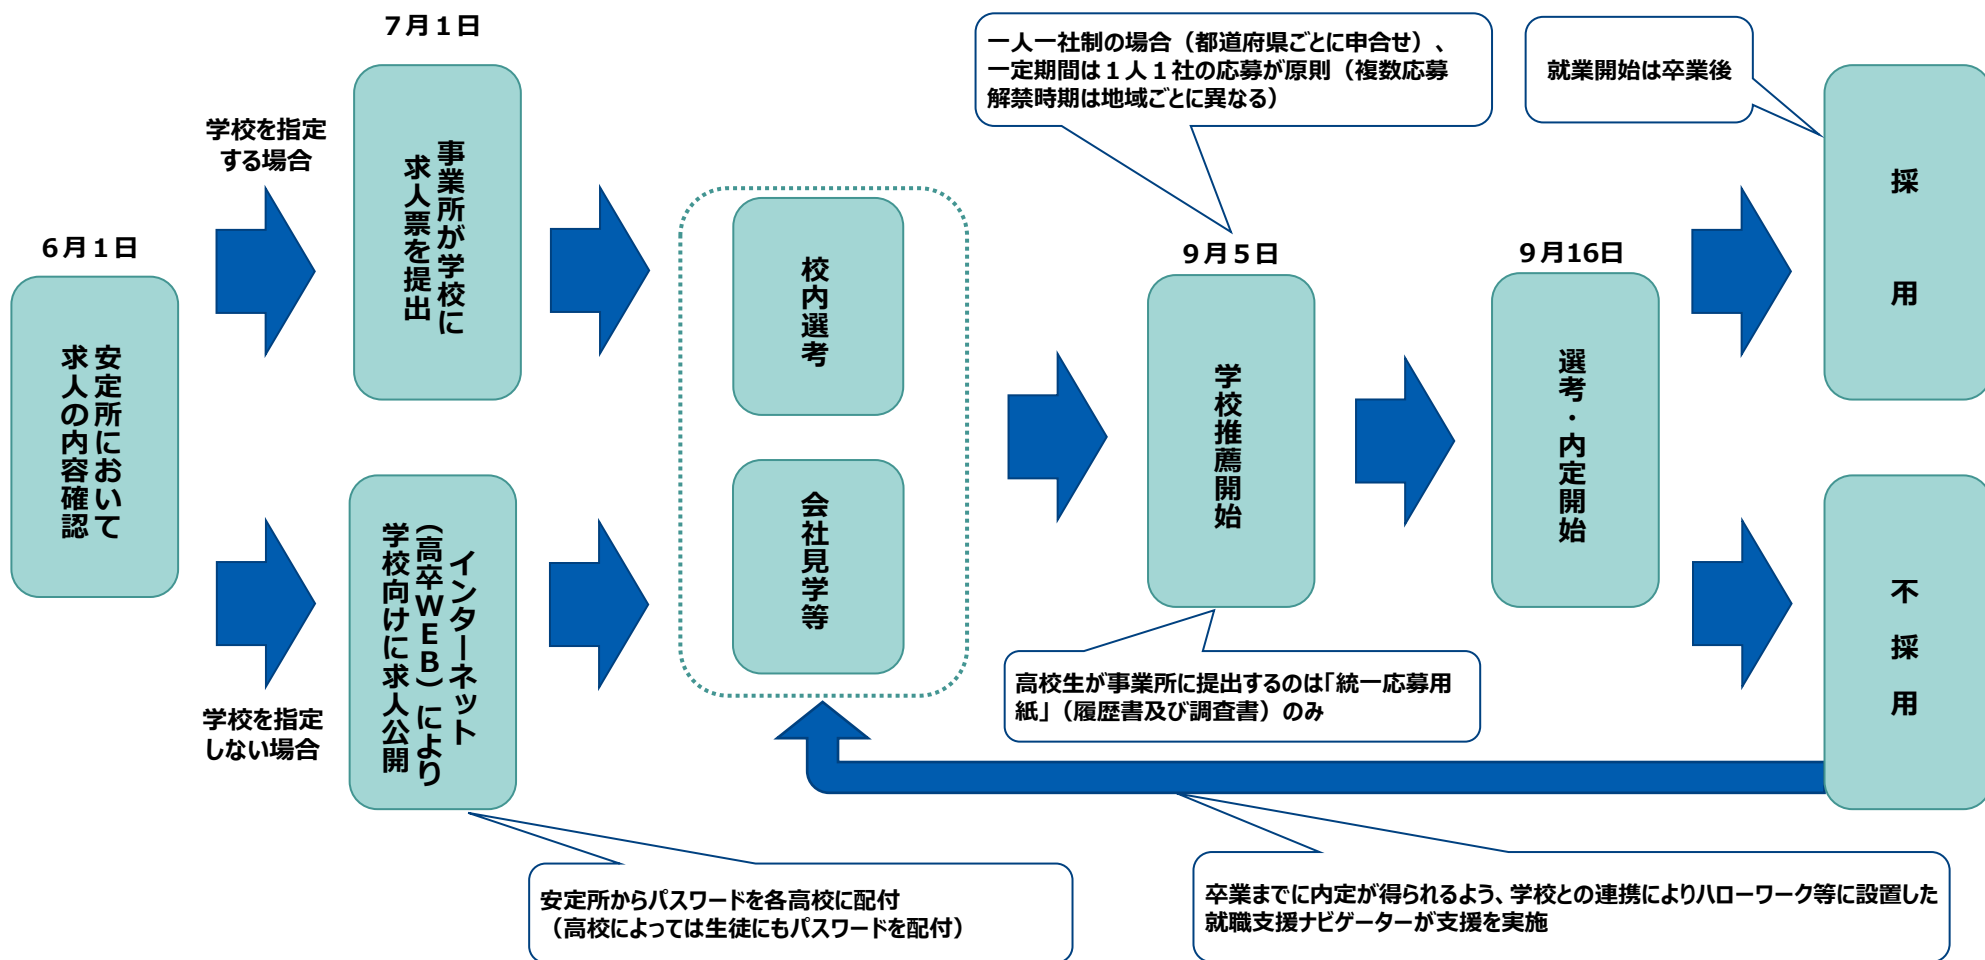 ６月１日
安定所において
求人の内容確認
学校を指定
する場合
学校を指定
しない場合
７月１日
事業所が学校に
求人票を提出
インターネット
（高卒ＷＥＢ）により
学校向けに求人公開
安定所からパスワードを各高校に配付
（高校によっては生徒にもパスワードを配付）
校内選考
会社見学等
一人一社制の場合（都道府県ごとに申合せ）、
一定期間は１人１社の応募が原則（複数応募
解禁時期は地域ごとに異なる）
９月５日
学校推薦開始
高校生が事業所に提出するのは「統一応募用
紙」（履歴書及び調査書）のみ
９月16日
選考・内定開始
就業開始は卒業後
採用
不採用
卒業までに内定が得られるよう、学校との連携によりハローワーク等に設置した
就職支援ナビゲーターが支援を実施